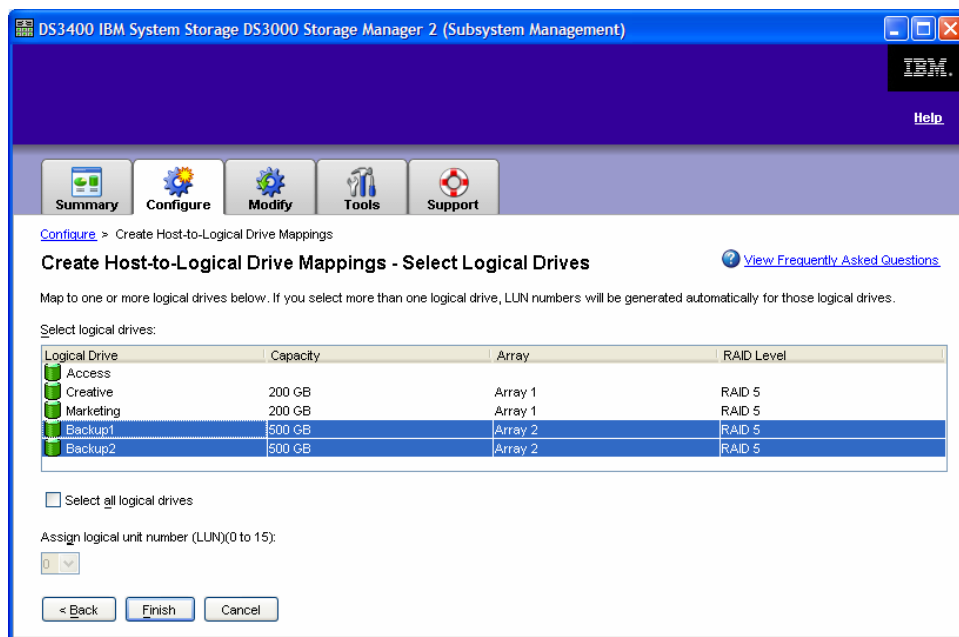 DS3400 IBM System Storage DS3000 Storage Manager 2 (Subsystem Management)
IBM.
Help
Summary Configure Modify Tools Support
Configure > Create Host-to-Logical Drive Mappings
Create Host-to-Logical Drive Mappings - Select Logical Drives
View Frequently Asked Questions
Map to one or more logical drives below. If you select more than one logical drive, LUN numbers will be generated automatically for those logical drives.
Select logical drives:
Logical Drive Capacity Array RAID Level
Access
Creative 200 GB Array 1 RAID 5
Marketing 200 GB Array 1 RAID 5
Backup1 500 GB Array 2 RAID 5
Backup2 500 GB Array 2 RAID 5
Select all logical drives
Assign logical unit number (LUN)(0 to 15):
0
< Back Finish Cancel